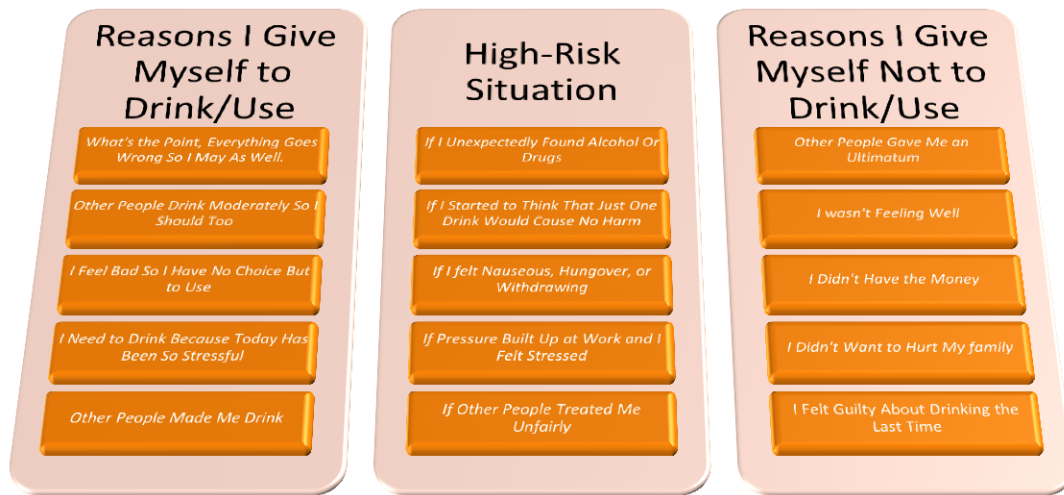 Reasons I Give
Myself to
Drink/Use
What's the Point, Everything Goes
Wrong So I May As Well.
Other People Drink Moderately So I
Should Too
I Feel Bad So I Have No Choice But
to Use
I Need to Drink Because Today Has
Been So Stressful
Other People Made Me Drink
High-Risk
Situation
If I Unexpectedly Found Alcohol Or
Drugs
If I Started to Think That Just One
Drink Would Cause No Harm
If I felt Nauseous, Hungover, or
Withdrawing
If Pressure Built Up at Work and I
Felt Stressed
If Other People Treated Me
Unfairly
Reasons I Give
Myself Not to
Drink/Use
Other People Gave Me an
Ultimatum
I wasn't Feeling Well
I Didn't Have the Money
I Didn't Want to Hurt My family
I Felt Guilty About Drinking the
Last Time